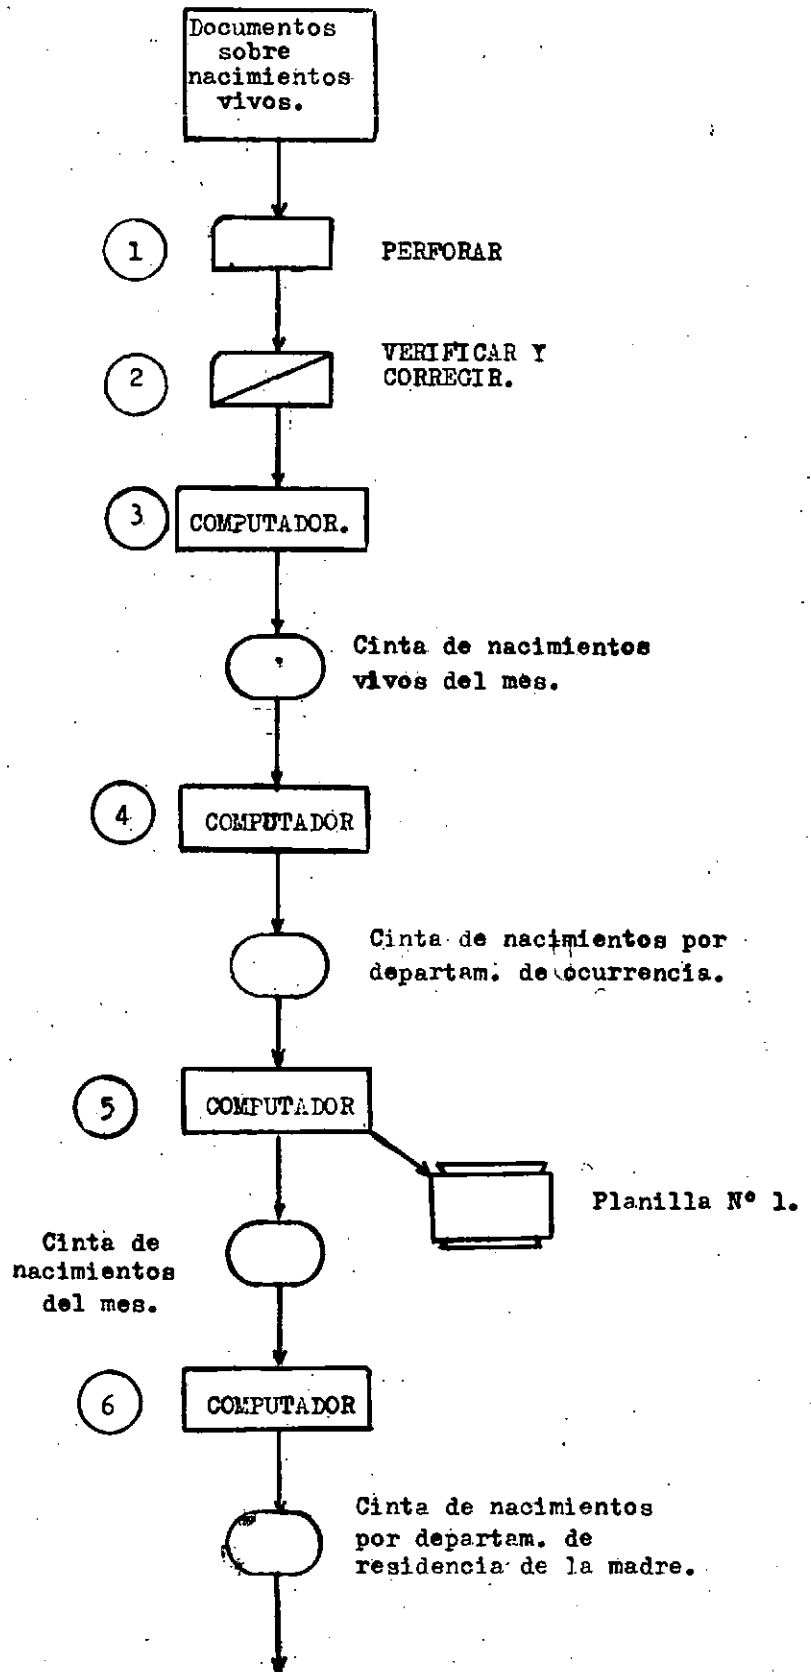 Documentos
sobre
nacimientos
vivos.
1
PERFORAR
2
VERIFICAR Y
CORREGIR.
3
COMPUTADOR.
Cinta de nacimientos
vivos del mes.
4
COMPUTADOR
Cinta de nacimientos por
departam. de ocurrencia.
5
COMPUTADOR
Planilla Nº 1.
Cinta de
nacimientos
del mes.
6
COMPUTADOR
Cinta de nacimientos
por departam. de
residencia de la madre.